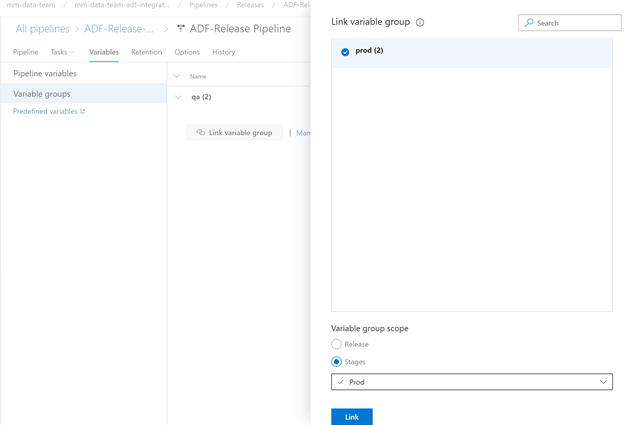 mm-data-team / mm-data-team-adf-integrat... / Pipelines / Releases / ADF-Rel
All pipelines > ADF-Release-... > ADF-Release Pipeline
Pipeline Tasks Variables Retention Options History
Pipeline variables
Variable groups
Predefined variables
Name
qa (2)
Link variable group | Man
Link variable group
Search
prod (2)
Variable group scope
Release
Stages
Prod
Link